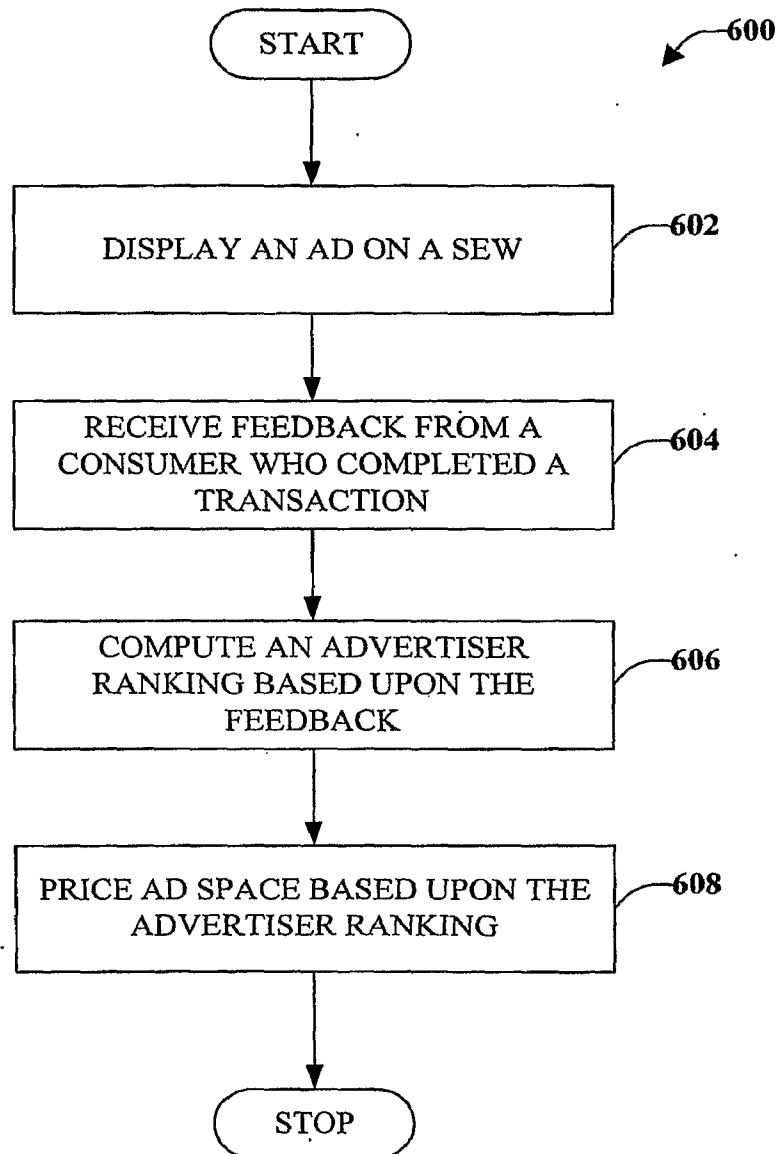 START
600
DISPLAY AN AD ON A SEW
602
RECEIVE FEEDBACK FROM A
CONSUMER WHO COMPLETED A
TRANSACTION
604
COMPUTE AN ADVERTISER
RANKING BASED UPON THE
FEEDBACK
606
PRICE AD SPACE BASED UPON THE
ADVERTISER RANKING
608
STOP